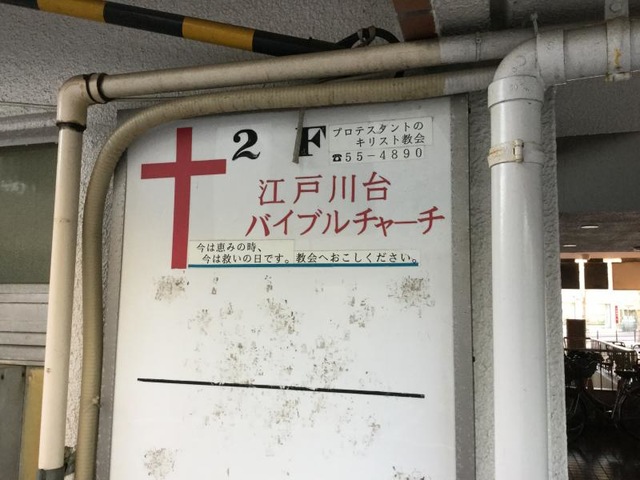 2F
プロテスタントの
キリスト教会
☎55-4890
江戸川台
バイブルチャーチ
今は恵みの時、
今は救いの日です。教会へおこしください。